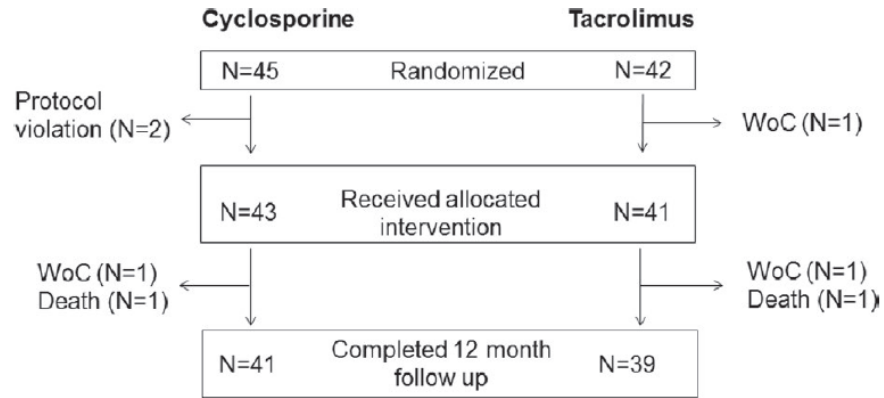 Cyclosporine Tacrolimus
N=45 Randomized N=42
Protocol
violation (N=2)
WoC (N=1)
N=43 Received allocated
intervention N=41
WoC (N=1)
Death (N=1)
WoC (N=1)
Death (N=1)
N=41 Completed 12 month
follow up N=39